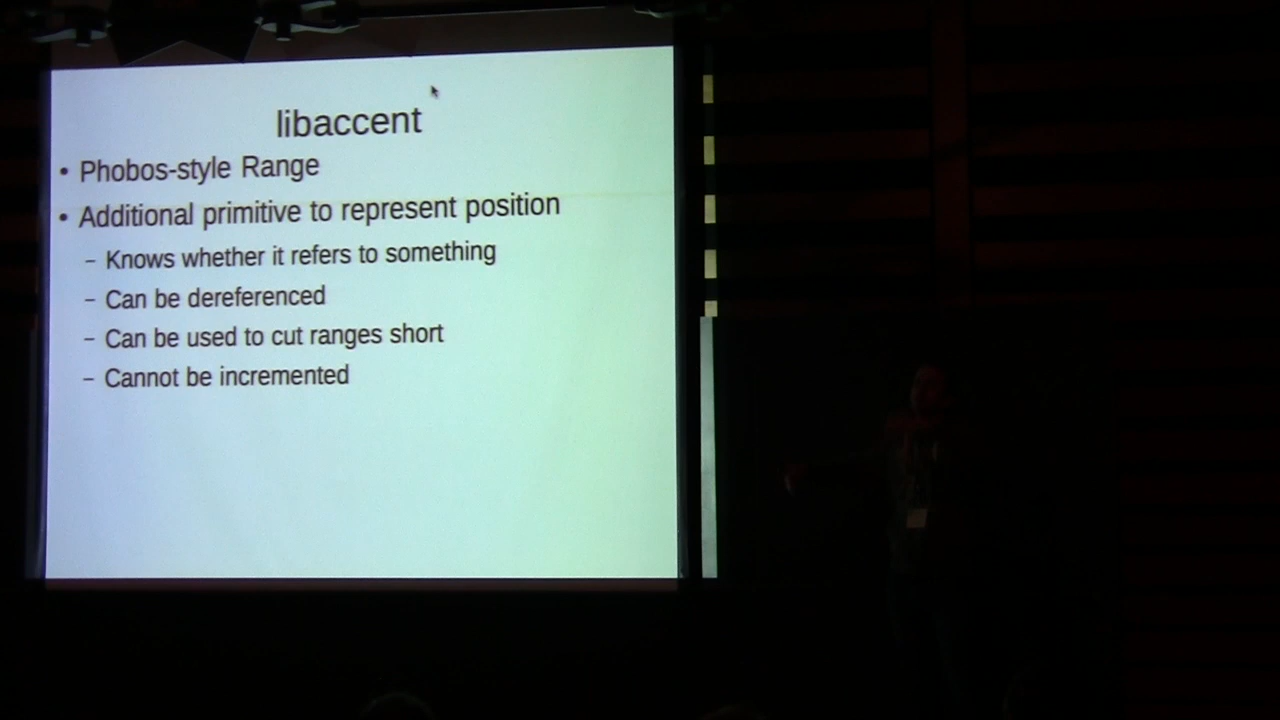 libaccent
• Phobos-style Range
• Additional primitive to represent position
– Knows whether it refers to something
– Can be dereferenced
– Can be used to cut ranges short
– Cannot be incremented